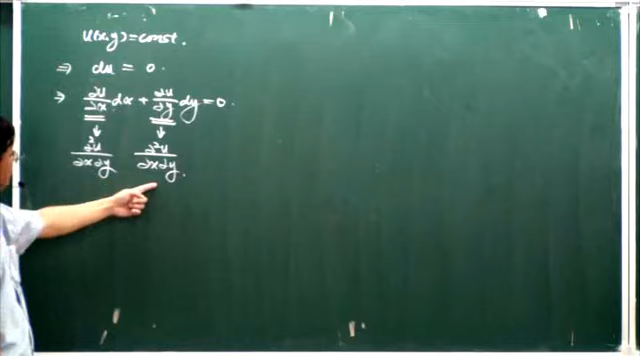 u(x,y)=const.
⇒ du = 0.
⇒ ∂u/∂x dx + ∂u/∂y dy = 0.
↓ ↓
∂²u/∂x∂y ∂²u/∂x∂y.